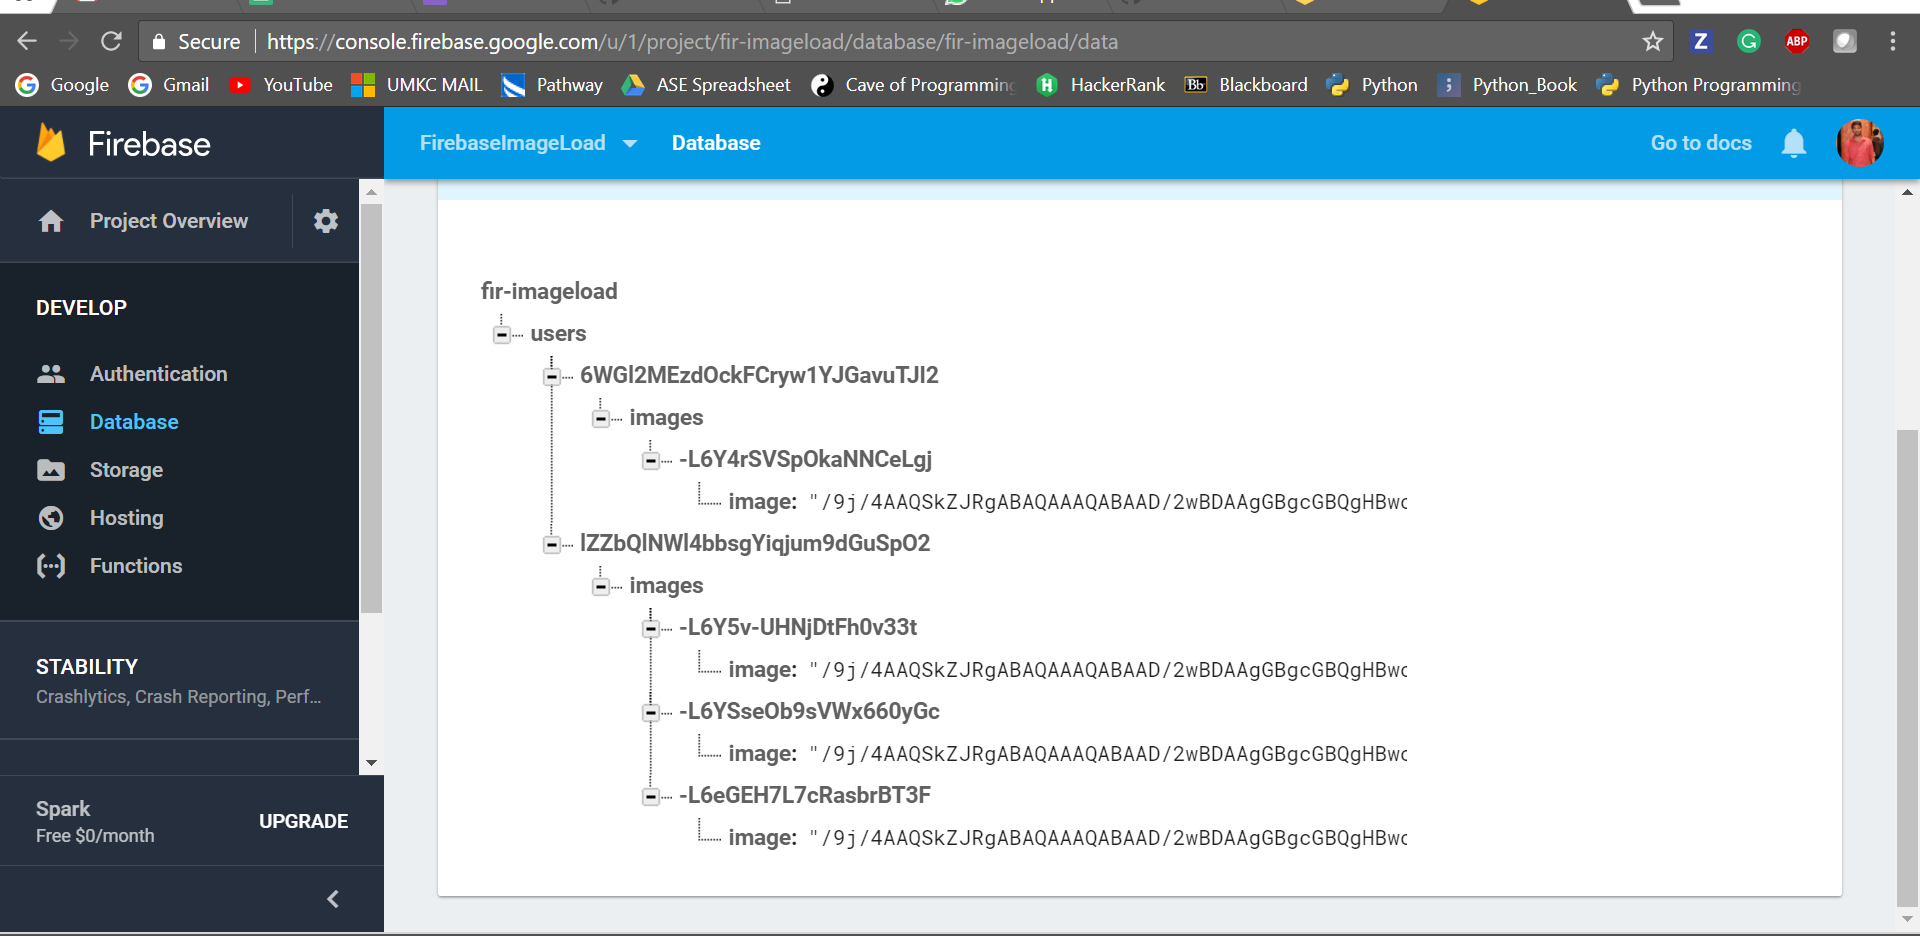 Secure https://console.firebase.google.com/u/1/project/fir-imageload/database/fir-imageload/data
Z G ABP
Google Gmail YouTube UMKC MAIL Pathway ASE Spreadsheet Cave of Programming HackerRank Bb Blackboard Python ; Python_Book Python Programming
Firebase
FirebaseImageLoad Database Go to docs
Project Overview
DEVELOP
Authentication
Database
Storage
Hosting
Functions
STABILITY
Crashlytics, Crash Reporting, Perf...
Spark
Free $0/month
UPGRADE
fir-imageload
users
6WGl2MEzdOckFCryw1YJGavuTJI2
images
-L6Y4rSVSpOkaNNCeLgj
image: "/9j/4AAQSkZJRgABAQAAAQABAAD/2wBDAAgGBgcGBQgHBwc
lZZbQlNWl4bbsgYiqjum9dGuSpO2
images
-L6Y5v-UHNjDtFh0v33t
image: "/9j/4AAQSkZJRgABAQAAAQABAAD/2wBDAAgGBgcGBQgHBwc
-L6YSseOb9sVWx660yGc
image: "/9j/4AAQSkZJRgABAQAAAQABAAD/2wBDAAgGBgcGBQgHBwc
-L6eGEH7L7cRasbrBT3F
image: "/9j/4AAQSkZJRgABAQAAAQABAAD/2wBDAAgGBgcGBQgHBwc